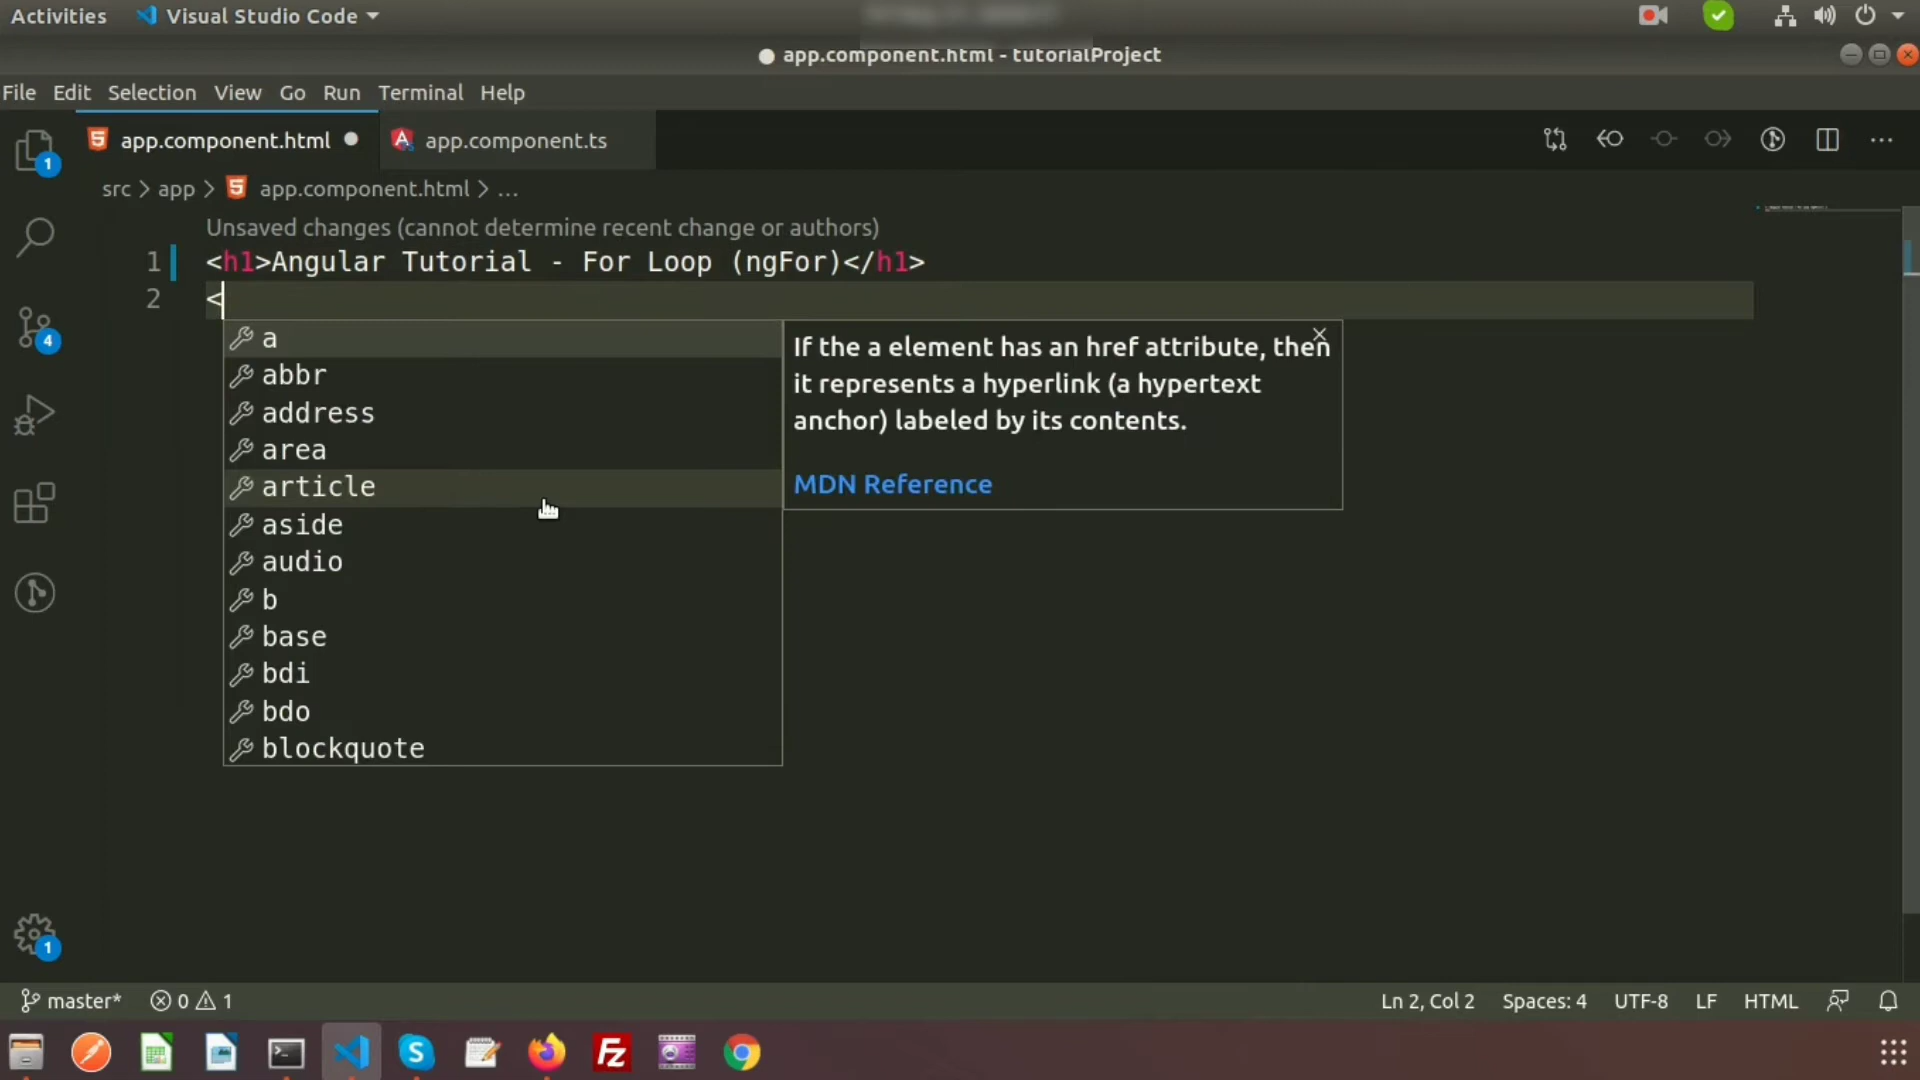 Activities Visual Studio Code
app.component.html - tutorialProject
File Edit Selection View Go Run Terminal Help
app.component.html app.component.ts
1
src > app > app.component.html > ...
Unsaved changes (cannot determine recent change or authors)
1 <h1>Angular Tutorial - For Loop (ngFor)</h1>
2 <
4
a
abbr
address
area
article
aside
audio
b
base
bdi
bdo
blockquote
If the a element has an href attribute, then
it represents a hyperlink (a hypertext
anchor) labeled by its contents.
MDN Reference
1
master* 0 1 Ln 2, Col 2 Spaces: 4 UTF-8 LF HTML
Fz